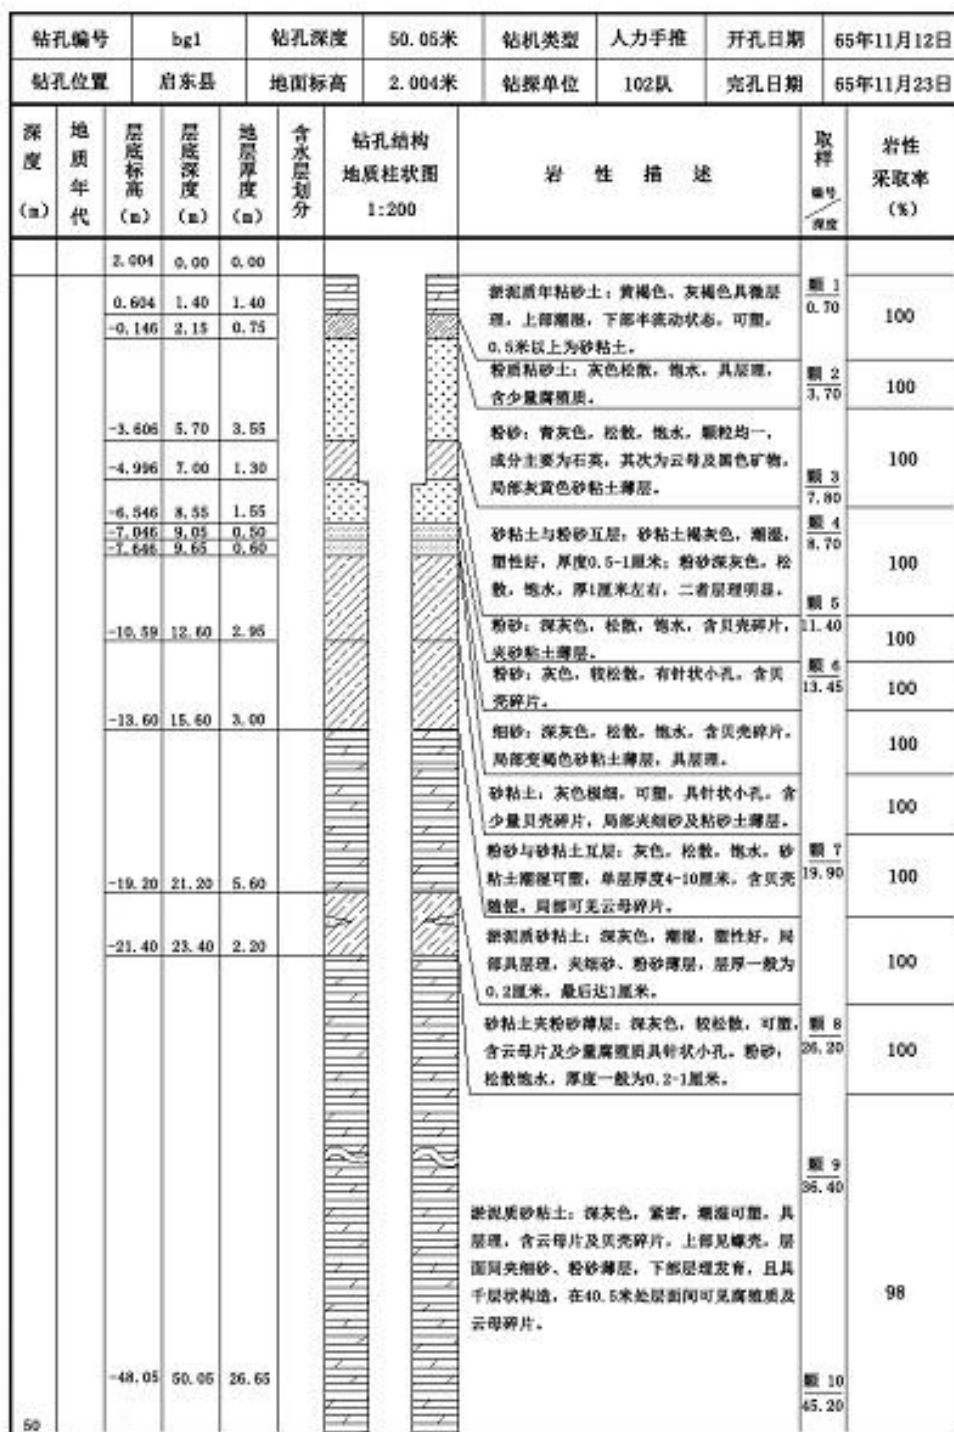 钻孔编号 bg1 钻孔深度 50.05米 钻机类型 人力手推 开孔日期 65年11月12日
钻孔位置 启东县 地面标高 2.004米 钻探单位 102队 完孔日期 65年11月23日
深度(m) 地质年代 层底标高(m) 层底深度(m) 地层厚度(m) 含水层划分 钻孔结构 地质柱状图 1:200 岩性描述 取样 编号/深度 岩性采取率(%)
2.004 0.00 0.00
0.604 1.40 1.40
-0.146 2.15 0.75
-3.606 5.70 3.55
-4.996 7.00 1.30
-6.546 8.55 1.55
-7.046 9.05 0.50
-7.646 9.65 0.60
-10.59 12.60 2.95
-13.60 15.60 3.00
-19.20 21.20 5.60
-21.40 23.40 2.20
-48.05 50.05 26.65
50
淤泥质年粘砂土：黄褐色、灰褐色具微层
理，上部潮湿，下部半流动状态，可塑，
0.5米以上为砂粘土。
粉质粘砂土：灰色松散，饱水，具层理，
含少量腐殖质。
粉砂：青灰色，松散，饱水，颗粒均一，
成分主要为石英，其次为云母及黑色矿物，
局部灰黄色砂粘土薄层。
砂粘土与粉砂互层：砂粘土褐灰色，潮湿，
塑性好，厚度0.5-1厘米；粉砂深灰色，松
散，饱水，厚1厘米左右，二者层理明显。
粉砂：深灰色，松散，饱水，含贝壳碎片，
夹砂粘土薄层。
粉砂：灰色，较松散，有针状小孔，含贝
壳碎片。
细砂：深灰色，松散，饱水，含贝壳碎片，
局部变褐色砂粘土薄层，具层理。
砂粘土：灰色极细，可塑，具针状小孔，含
少量贝壳碎片，局部夹细砂及粘砂土薄层。
粉砂与砂粘土互层：灰色，松散，饱水，砂
粘土潮湿可塑，单层厚度4-10厘米，含贝壳
随便，局部可见云母碎片。
淤泥质砂粘土：深灰色，潮湿，塑性好，局
部具层理，夹细砂、粉砂薄层，层厚一般为
0.2厘米，最后达1厘米。
砂粘土夹粉砂薄层：深灰色，较松散，可塑，
含云母片及少量腐殖质具针状小孔。粉砂，
松散饱水，厚度一般为0.2-1厘米。
淤泥质砂粘土：深灰色，紧密，潮湿可塑，具
层理，含云母片及贝壳碎片，上部见蠔壳，层
面间夹细砂、粉砂薄层，下部层理发育，且具
千层状构造，在40.5米处层面间可见腐殖质及
云母碎片。
颗 1
0.70
颗 2
3.70
颗 3
7.80
颗 4
8.70
颗 5
11.40
颗 6
13.45
颗 7
19.90
颗 8
26.20
颗 9
36.40
颗 10
45.20
100
100
100
100
100
100
100
100
100
100
100
98